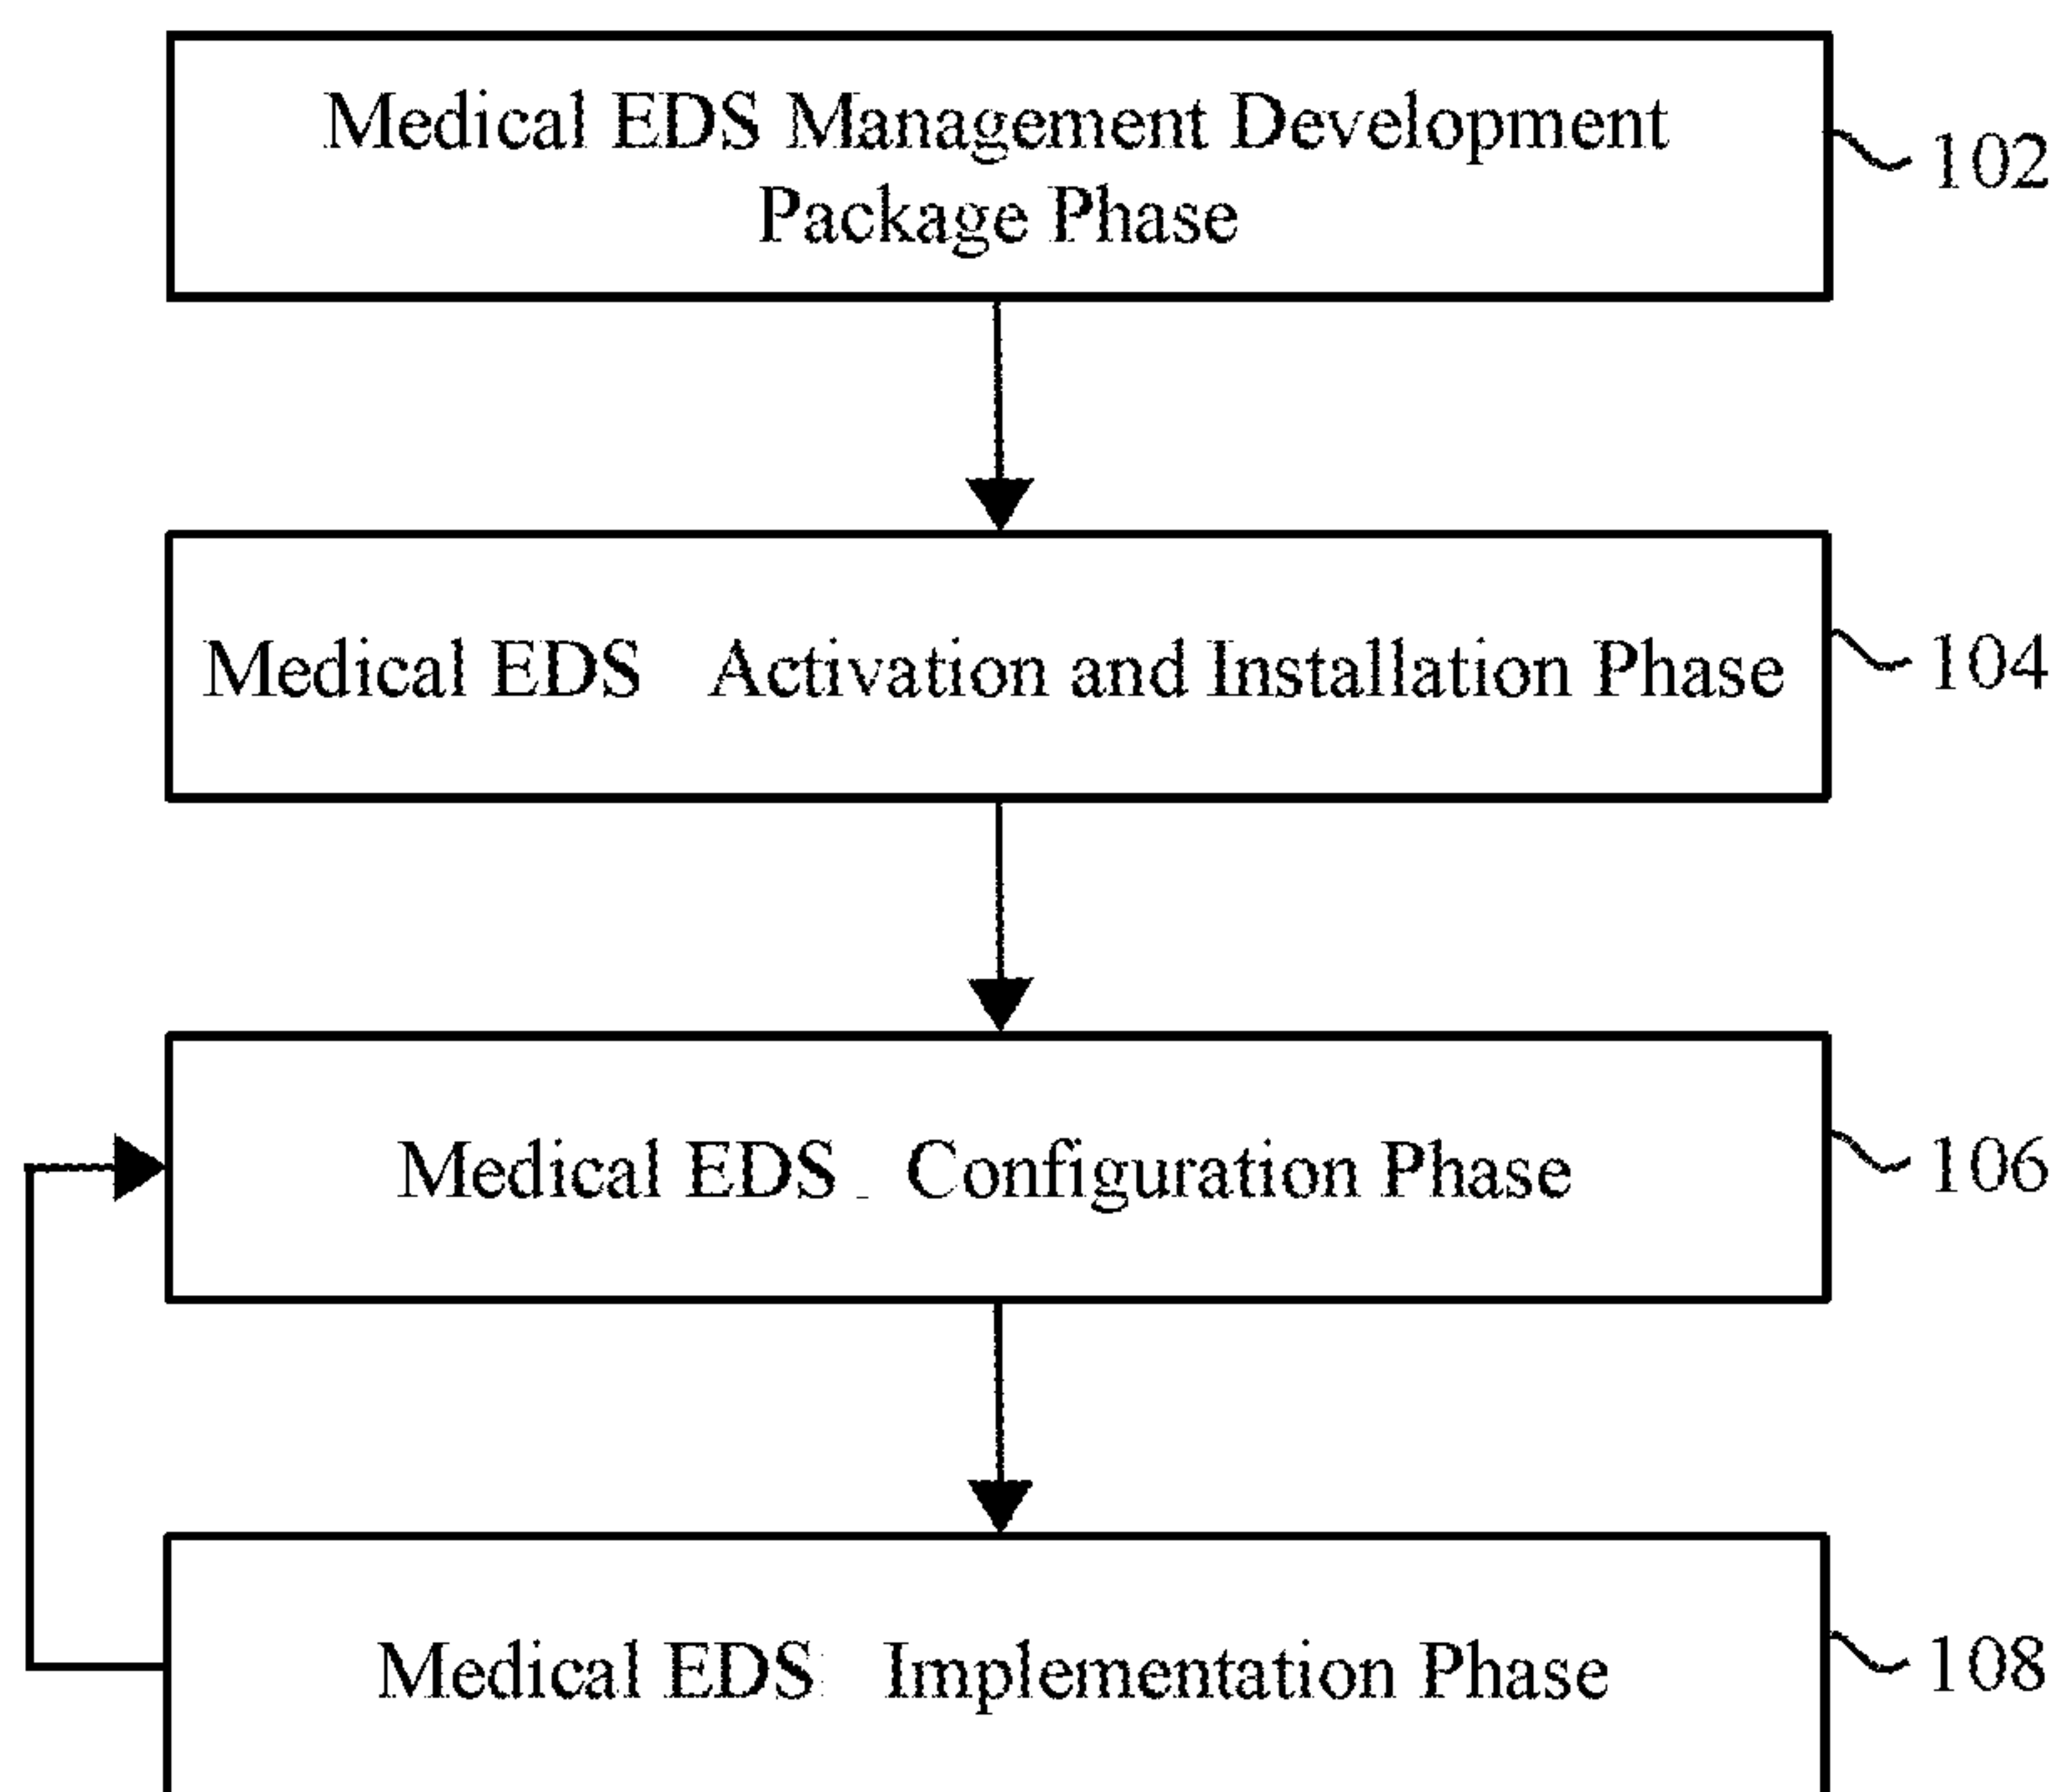 Medical EDS Management Development
Package Phase
102
Medical EDS Activation and Installation Phase
104
Medical EDS Configuration Phase
106
Medical EDS Implementation Phase
108